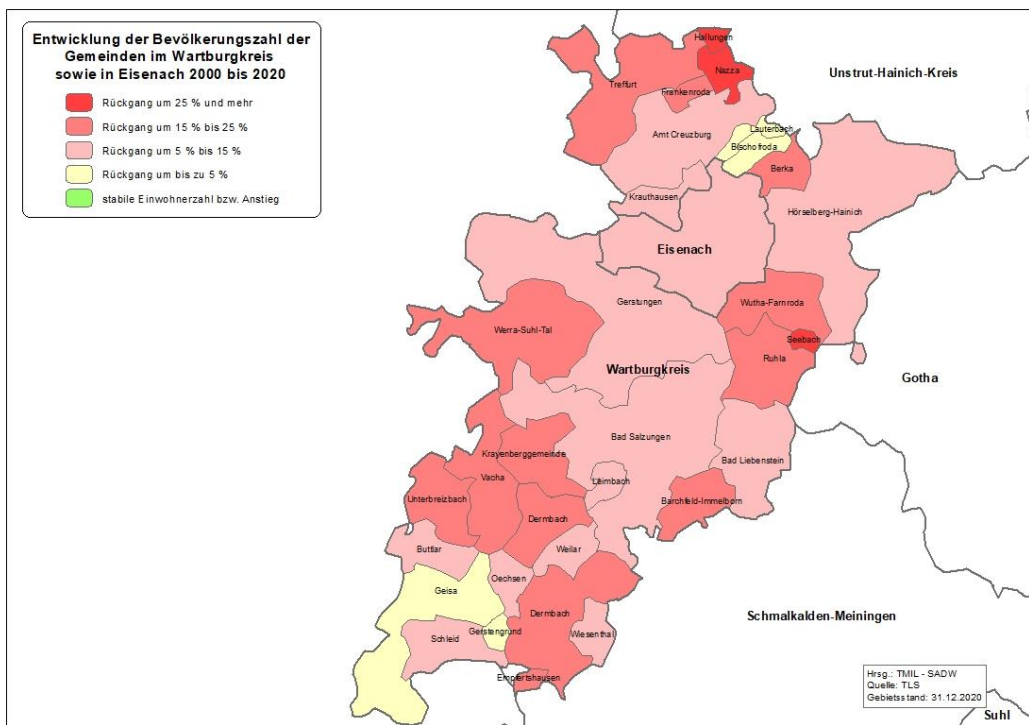 Entwicklung der Bevölkerungszahl der
Gemeinden im Wartburgkreis
sowie in Eisenach 2000 bis 2020
Rückgang um 25 % und mehr
Rückgang um 15 % bis 25 %
Rückgang um 5 % bis 15 %
Rückgang um bis zu 5 %
stabile Einwohnerzahl bzw. Anstieg
Hallungen
Nazza
Unstrut-Hainich-Kreis
Treffurt
Frankenroda
Lauterbach
Amt Creuzburg
Bischofroda
Berka
Krauthausen
Hörselberg-Hainich
Eisenach
Gerstungen
Wutha-Farnroda
Werra-Suhl-Tal
Seebach
Ruhla
Wartburgkreis
Gotha
Bad Salzungen
Krayenberggemeinde
Bad Liebenstein
Vacha
Leimbach
Unterbreizbach
Barchfeld-Immelborn
Dermbach
Buttlar
Weilar
Oechsen
Geisa
Dermbach
Schmalkalden-Meiningen
Gerstengrund
Wiesenthal
Schleid
Empfertshausen
Hrsg.: TMIL - SADW
Quelle: TLS
Gebietsstand: 31.12.2020
Suhl